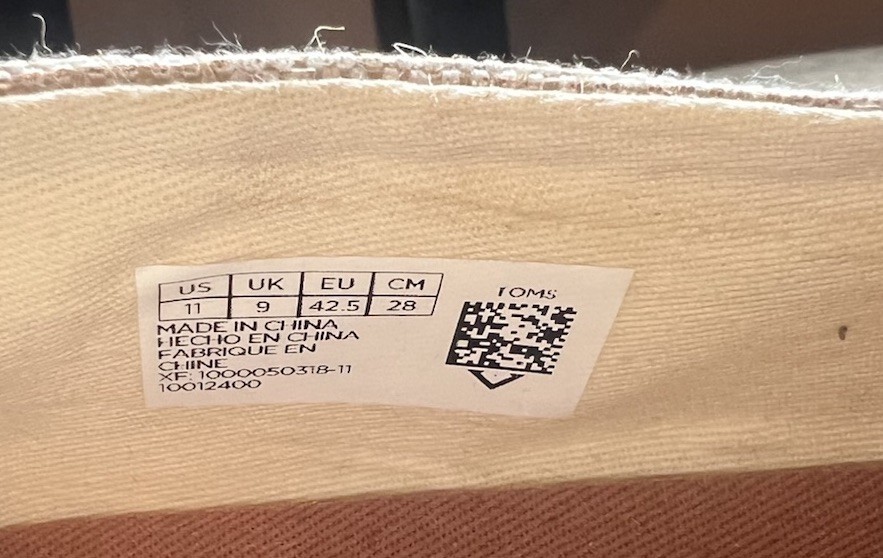 US UK EU CM
11 9 42.5 28
MADE IN CHINA
HECHO EN CHINA
FABRIQUE EN
CHINE
XF: 1000050318-11
10012400
TOMS